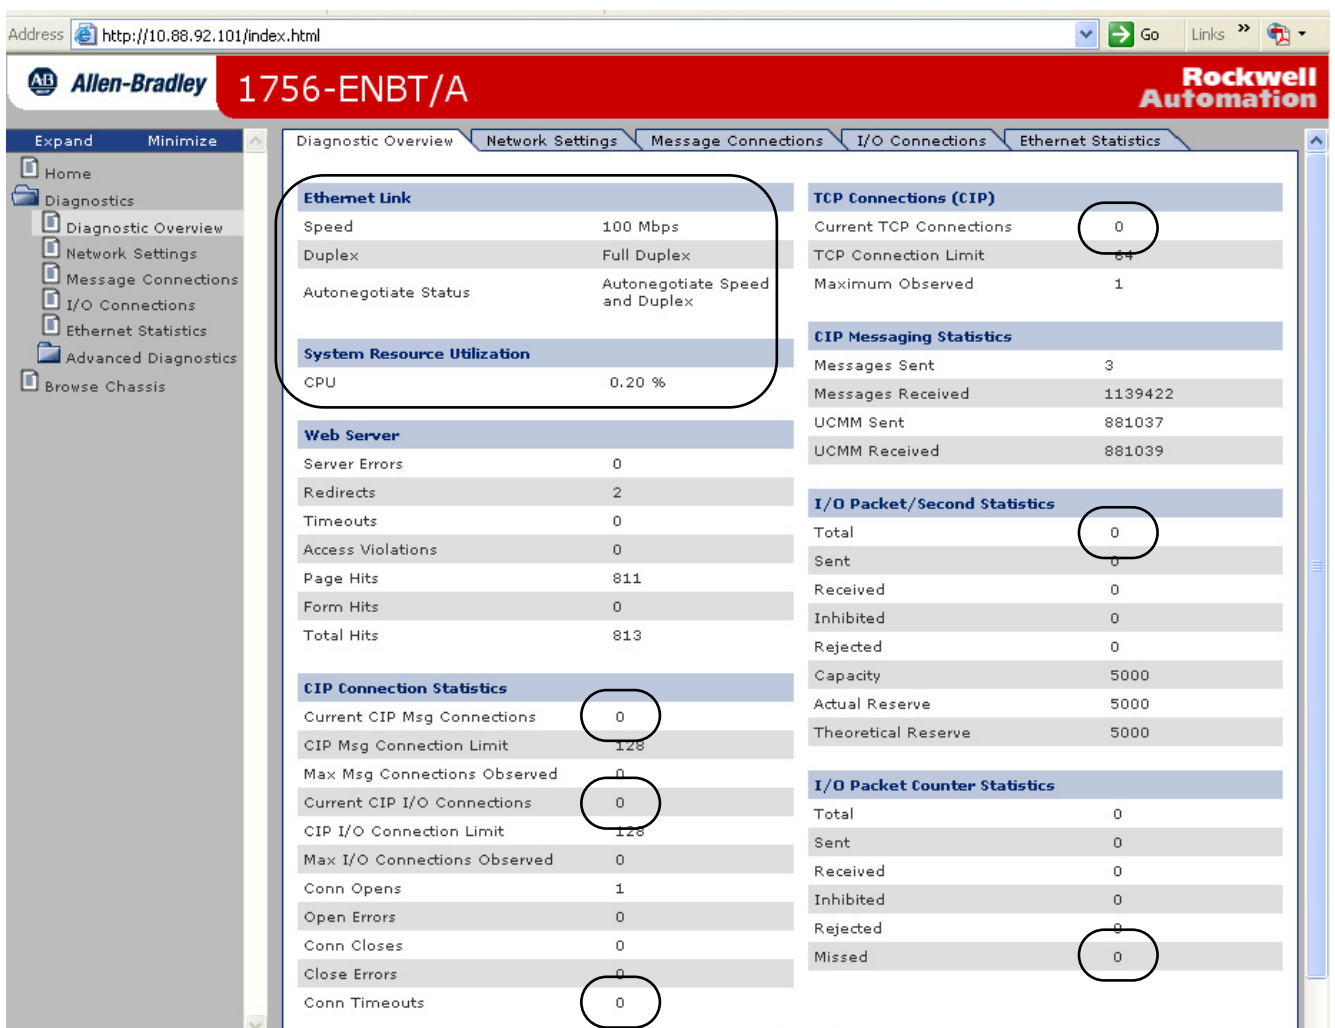 Address http://10.88.92.101/index.html Go Links »
AB Allen-Bradley 1756-ENBT/A Rockwell Automation
Expand Minimize
Home
Diagnostics
Diagnostic Overview
Network Settings
Message Connections
I/O Connections
Ethernet Statistics
Advanced Diagnostics
Browse Chassis
Diagnostic Overview Network Settings Message Connections I/O Connections Ethernet Statistics
Ethernet Link
Speed 100 Mbps
Duplex Full Duplex
Autonegotiate Status Autonegotiate Speed and Duplex
System Resource Utilization
CPU 0.20 %
Web Server
Server Errors 0
Redirects 2
Timeouts 0
Access Violations 0
Page Hits 811
Form Hits 0
Total Hits 813
CIP Connection Statistics
Current CIP Msg Connections 0
CIP Msg Connection Limit 128
Max Msg Connections Observed 0
Current CIP I/O Connections 0
CIP I/O Connection Limit 128
Max I/O Connections Observed 0
Conn Opens 1
Open Errors 0
Conn Closes 0
Close Errors 0
Conn Timeouts 0
TCP Connections (CIP)
Current TCP Connections 0
TCP Connection Limit 64
Maximum Observed 1
CIP Messaging Statistics
Messages Sent 3
Messages Received 1139422
UCMM Sent 881037
UCMM Received 881039
I/O Packet/Second Statistics
Total 0
Sent 0
Received 0
Inhibited 0
Rejected 0
Capacity 5000
Actual Reserve 5000
Theoretical Reserve 5000
I/O Packet Counter Statistics
Total 0
Sent 0
Received 0
Inhibited 0
Rejected 0
Missed 0